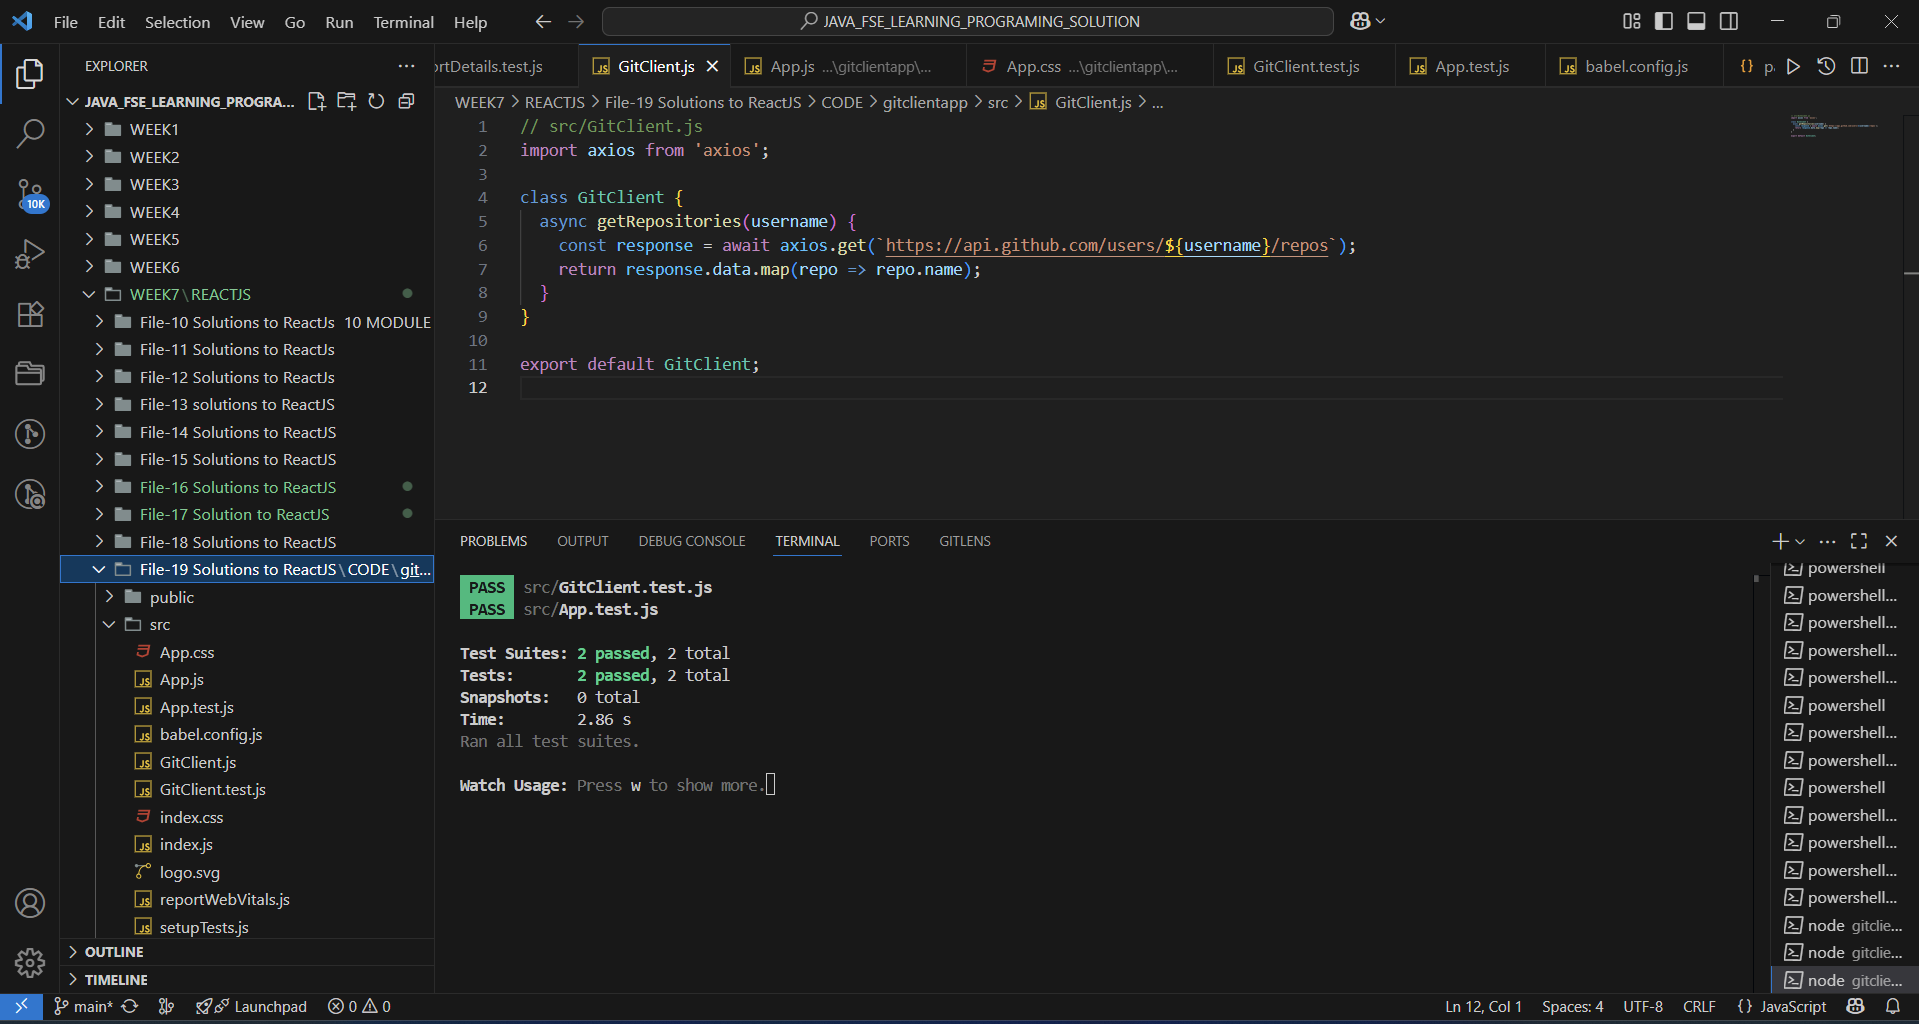 File Edit Selection View Go Run Terminal Help
JAVA_FSE_LEARNING_PROGRAMING_SOLUTION
EXPLORER
JAVA_FSE_LEARNING_PROGRA...
WEEK1
WEEK2
WEEK3
WEEK4
WEEK5
WEEK6
WEEK7\REACTJS
File-10 Solutions to ReactJs 10 MODULE
File-11 Solutions to ReactJs
File-12 Solutions to ReactJs
File-13 solutions to ReactJS
File-14 Solutions to ReactJS
File-15 Solutions to ReactJS
File-16 Solutions to ReactJS
File-17 Solution to ReactJS
File-18 Solutions to ReactJS
File-19 Solutions to ReactJS\CODE\git...
public
src
App.css
App.js
App.test.js
babel.config.js
GitClient.js
GitClient.test.js
index.css
index.js
logo.svg
reportWebVitals.js
setupTests.js
OUTLINE
TIMELINE
10K
rtDetails.test.js
GitClient.js
App.js ...\gitclientapp\...
App.css ...\gitclientapp\...
GitClient.test.js
App.test.js
babel.config.js
{} p
WEEK7 > REACTJS > File-19 Solutions to ReactJS > CODE > gitclientapp > src > GitClient.js > ...
1 // src/GitClient.js
2 import axios from 'axios';
3
4 class GitClient {
5 async getRepositories(username) {
6 const response = await axios.get(`https://api.github.com/users/${username}/repos`);
7 return response.data.map(repo => repo.name);
8 }
9 }
10
11 export default GitClient;
12
PROBLEMS OUTPUT DEBUG CONSOLE TERMINAL PORTS GITLENS
PASS src/GitClient.test.js
PASS src/App.test.js
Test Suites: 2 passed, 2 total
Tests: 2 passed, 2 total
Snapshots: 0 total
Time: 2.86 s
Ran all test suites.
Watch Usage: Press w to show more.
powershell
powershell...
powershell...
powershell...
powershell...
powershell
powershell...
powershell...
powershell
powershell...
powershell...
powershell...
powershell...
node gitclie...
node gitclie...
node gitclie...
main* Launchpad 0 0
Ln 12, Col 1 Spaces: 4 UTF-8 CRLF {} JavaScript